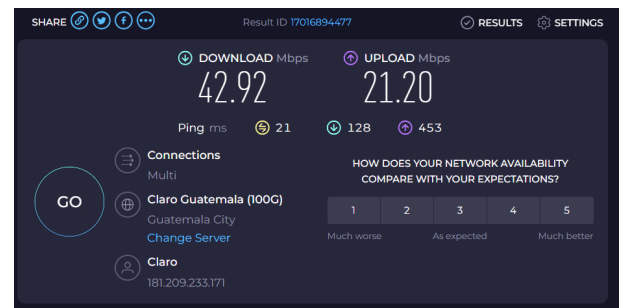 SHARE Result ID 17016894477 RESULTS SETTINGS
DOWNLOAD Mbps UPLOAD Mbps
42.92 21.20
Ping ms 21 128 453
Connections
Multi
GO
Claro Guatemala (100G)
Guatemala City
Change Server
Claro
181.209.233.171
HOW DOES YOUR NETWORK AVAILABILITY
COMPARE WITH YOUR EXPECTATIONS?
1 2 3 4 5
Much worse As expected Much better